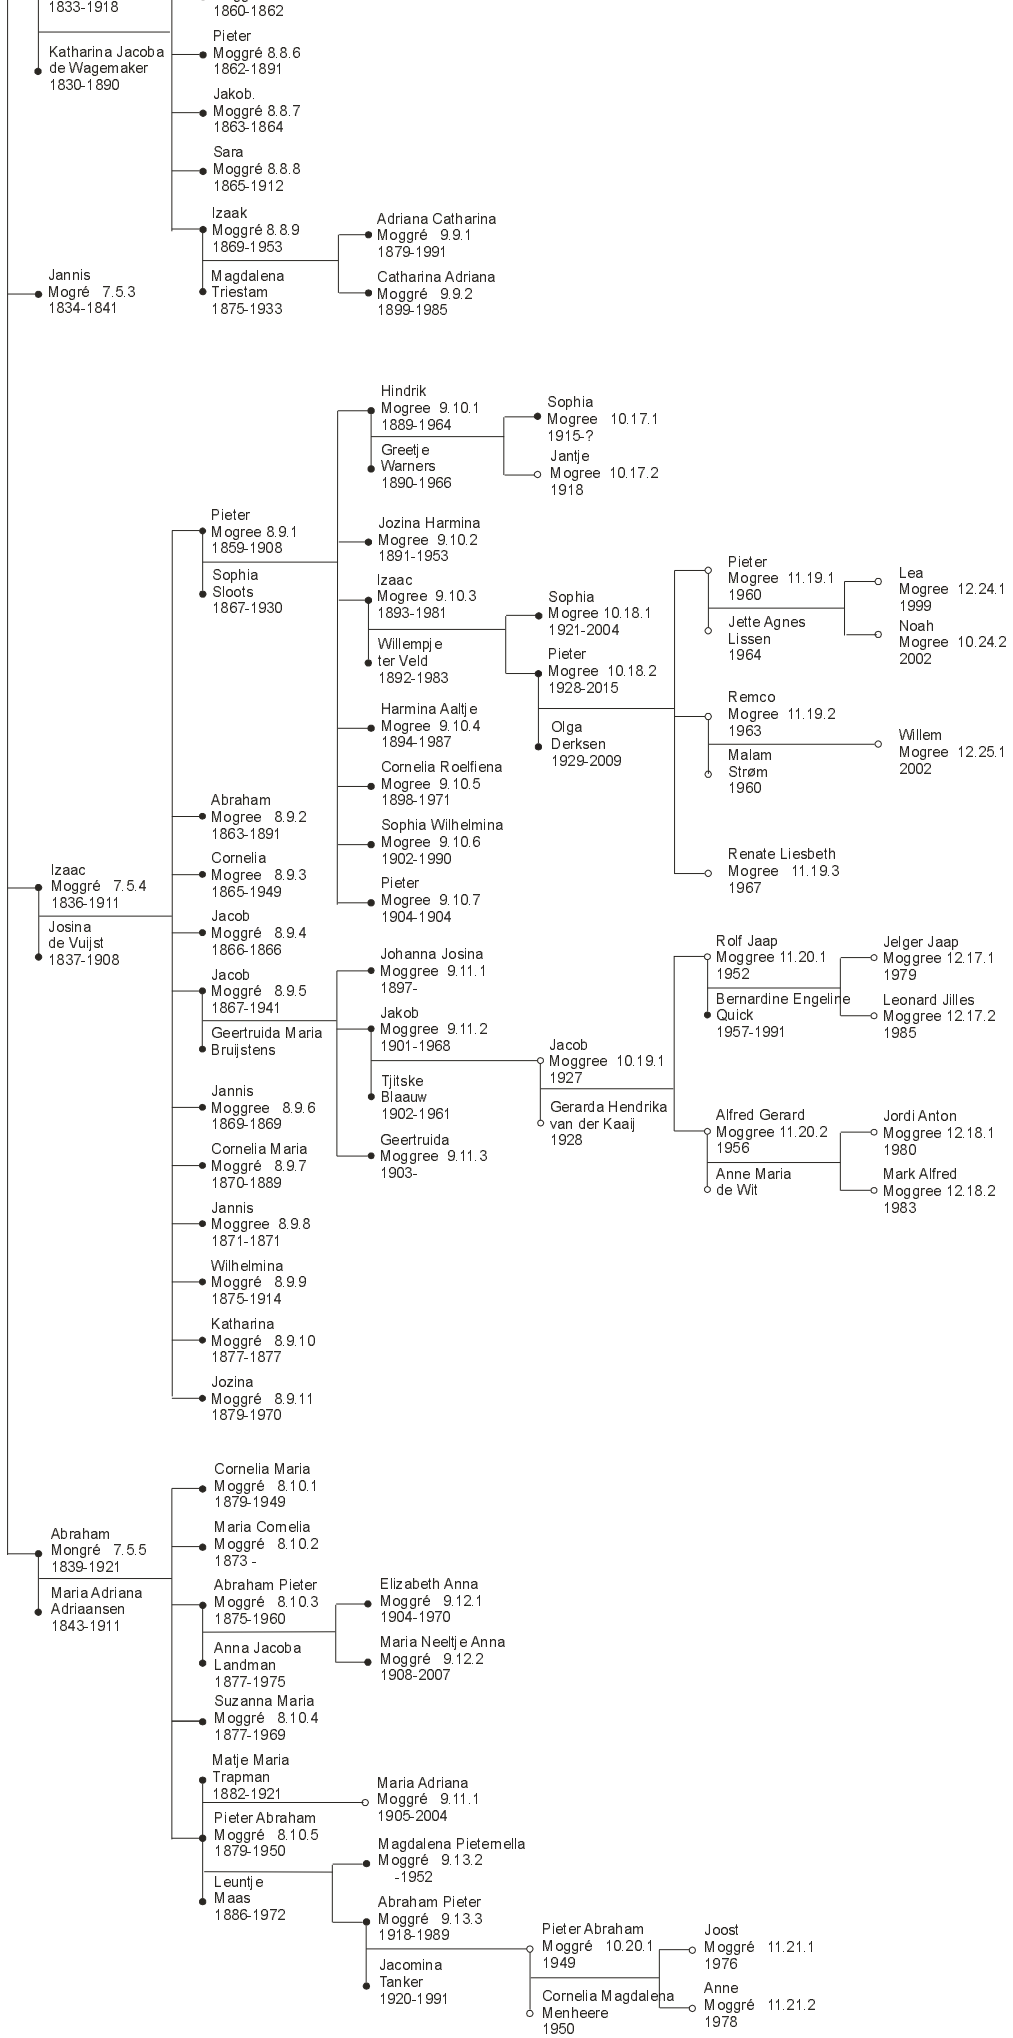 1833-1918
1860-1862
Pieter
Moggré 8.8.6
1862-1891
Katharina Jacoba
de Wagemaker
1830-1890
Jakob.
Moggré 8.8.7
1863-1864
Sara
Moggré 8.8.8
1865-1912
Izaak
Moggré 8.8.9
1869-1953
Magdalena
Triestam
1875-1933
Adriana Catharina
Moggré 9.9.1
1879-1991
Catharina Adriana
Moggré 9.9.2
1899-1985
Jannis
Mogré 7.5.3
1834-1841
Hindrik
Mogree 9.10.1
1889-1964
Greetje
Warners
1890-1966
Sophia
Mogree 10.17.1
1915-?
Jantje
Mogree 10.17.2
1918
Pieter
Mogree 8.9.1
1859-1908
Sophia
Sloots
1867-1930
Jozina Harmina
Mogree 9.10.2
1891-1953
Izaac
Mogree 9.10.3
1893-1981
Willempje
ter Veld
1892-1983
Sophia
Mogree 10.18.1
1921-2004
Pieter
Mogree 10.18.2
1928-2015
Olga
Derksen
1929-2009
Pieter
Mogree 11.19.1
1960
Jette Agnes
Lissen
1964
Lea
Mogree 12.24.1
1999
Noah
Mogree 10.24.2
2002
Remco
Mogree 11.19.2
1963
Malam
Strøm
1960
Willem
Mogree 12.25.1
2002
Renate Liesbeth
Mogree 11.19.3
1967
Harmina Aaltje
Mogree 9.10.4
1894-1987
Cornelia Roelfiena
Mogree 9.10.5
1898-1971
Sophia Wilhelmina
Mogree 9.10.6
1902-1990
Pieter
Mogree 9.10.7
1904-1904
Abraham
Mogree 8.9.2
1863-1891
Cornelia
Mogree 8.9.3
1865-1949
Izaac
Moggré 7.5.4
1836-1911
Josina
de Vuijst
1837-1908
Jacob
Moggré 8.9.4
1866-1866
Jacob
Moggré 8.9.5
1867-1941
Geertruida Maria
Bruijstens
Johanna Josina
Moggree 9.11.1
1897-
Jakob
Moggree 9.11.2
1901-1968
Tjitske
Blaauw
1902-1961
Geertruida
Moggree 9.11.3
1903-
Jacob
Moggree 10.19.1
1927
Gerarda Hendrika
van der Kaaij
1928
Rolf Jaap
Moggree 11.20.1
1952
Bernardine Engeline
Quick
1957-1991
Jelger Jaap
Moggree 12.17.1
1979
Leonard Jilles
Moggree 12.17.2
1985
Alfred Gerard
Moggree 11.20.2
1956
Anne Maria
de Wit
Jordi Anton
Moggree 12.18.1
1980
Mark Alfred
Moggree 12.18.2
1983
Jannis
Moggree 8.9.6
1869-1869
Cornelia Maria
Moggré 8.9.7
1870-1889
Jannis
Moggree 8.9.8
1871-1871
Wilhelmina
Moggré 8.9.9
1875-1914
Katharina
Moggré 8.9.10
1877-1877
Jozina
Moggré 8.9.11
1879-1970
Cornelia Maria
Moggré 8.10.1
1879-1949
Maria Cornelia
Moggré 8.10.2
1873 -
Abraham
Mongré 7.5.5
1839-1921
Maria Adriana
Adriaansen
1843-1911
Abraham Pieter
Moggré 8.10.3
1875-1960
Anna Jacoba
Landman
1877-1975
Elizabeth Anna
Moggré 9.12.1
1904-1970
Maria Neeltje Anna
Moggré 9.12.2
1908-2007
Suzanna Maria
Moggré 8.10.4
1877-1969
Matje Maria
Trapman
1882-1921
Pieter Abraham
Moggré 8.10.5
1879-1950
Leuntje
Maas
1886-1972
Maria Adriana
Moggré 9.11.1
1905-2004
Magdalena Pieternella
Moggré 9.13.2
-1952
Abraham Pieter
Moggré 9.13.3
1918-1989
Jacomina
Tanker
1920-1991
Pieter Abraham
Moggré 10.20.1
1949
Cornelia Magdalena
Menheere
1950
Joost
Moggré 11.21.1
1976
Anne
Moggré 11.21.2
1978